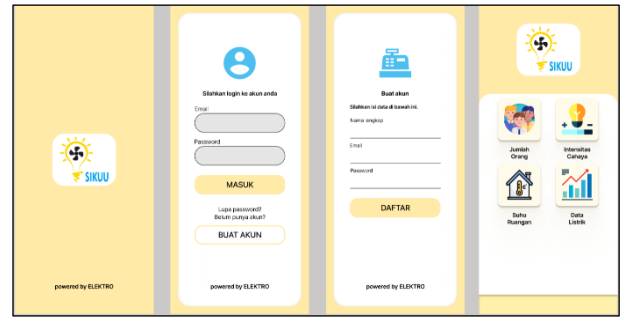 SIKUU
powered by ELEKTRO
Silahkan login ke akun anda
Email
Password
MASUK
Lupa password?
Belum punya akun?
BUAT AKUN
powered by ELEKTRO
Buat akun
Silahkan isi data di bawah ini.
Nama lengkap
Email
Password
DAFTAR
powered by ELEKTRO
SIKUU
Jumlah
Orang
Intensitas
Cahaya
Suhu
Ruangan
Data
Listrik